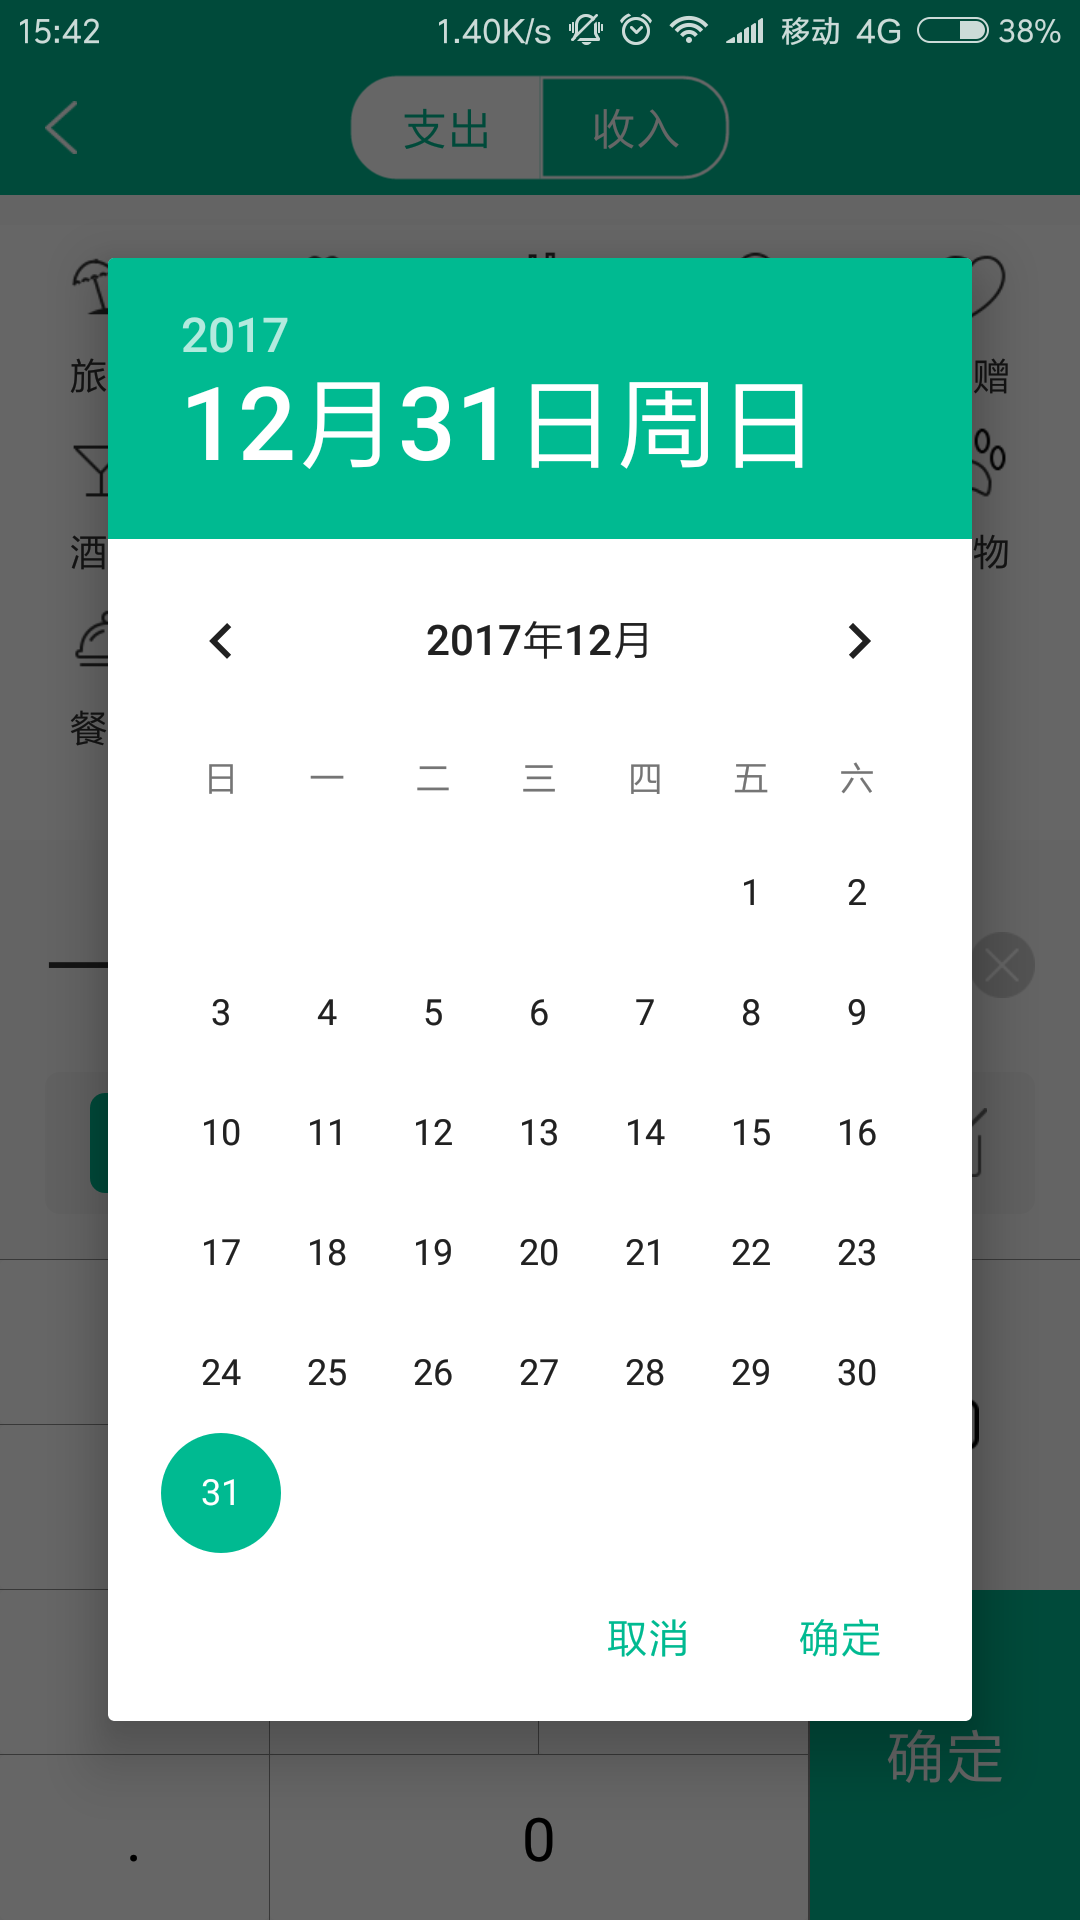 15:42 1.40K/s 移动 4G 38%
支出 收入
旅
赠
酒
物
餐
2017
12月31日周日
2017年12月
日 一 二 三 四 五 六
1 2
3 4 5 6 7 8 9
10 11 12 13 14 15 16
17 18 19 20 21 22 23
24 25 26 27 28 29 30
31
取消 确定
确定
. 0